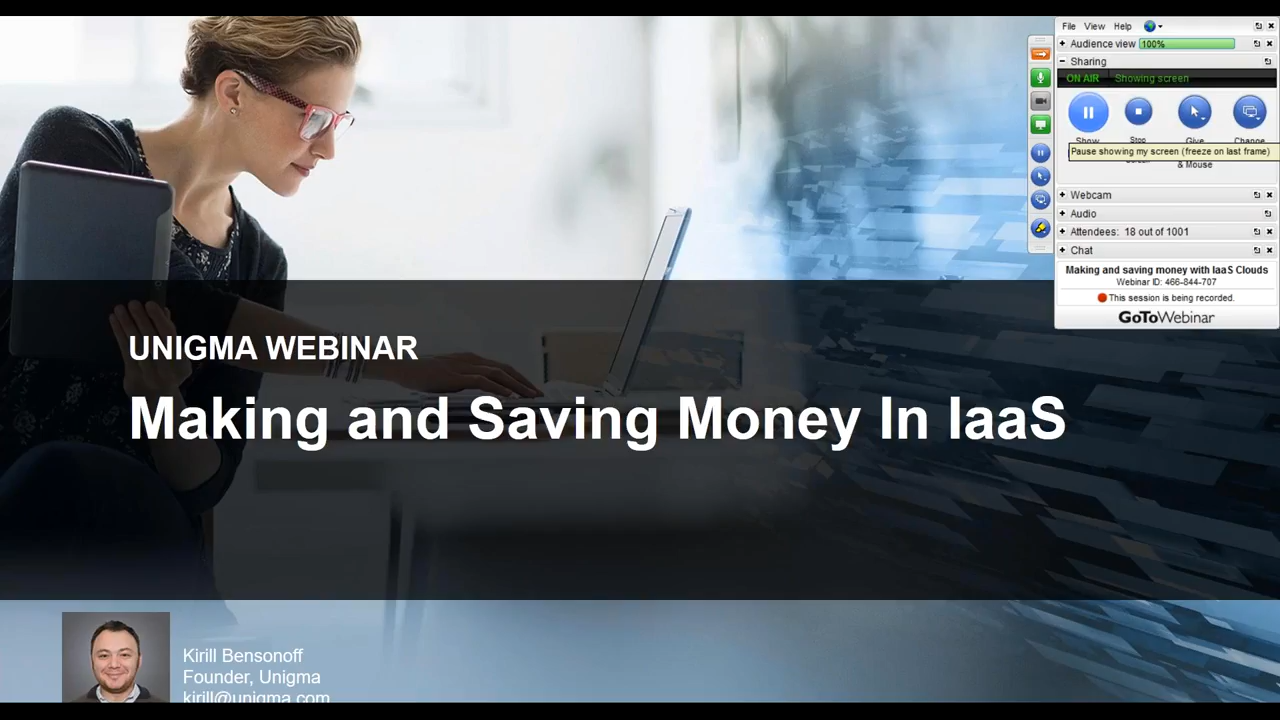 UNIGMA WEBINAR
Making and Saving Money In IaaS
Kirill Bensonoff
Founder, Unigma
kirill@unigma.com
File View Help
Audience view 100%
Sharing
ON AIR Showing screen
Show Stop Give Change
Pause showing my screen (freeze on last frame)
& Mouse
Webcam
Audio
Attendees: 18 out of 1001
Chat
Making and saving money with IaaS Clouds
Webinar ID: 466-844-707
This session is being recorded.
GoToWebinar